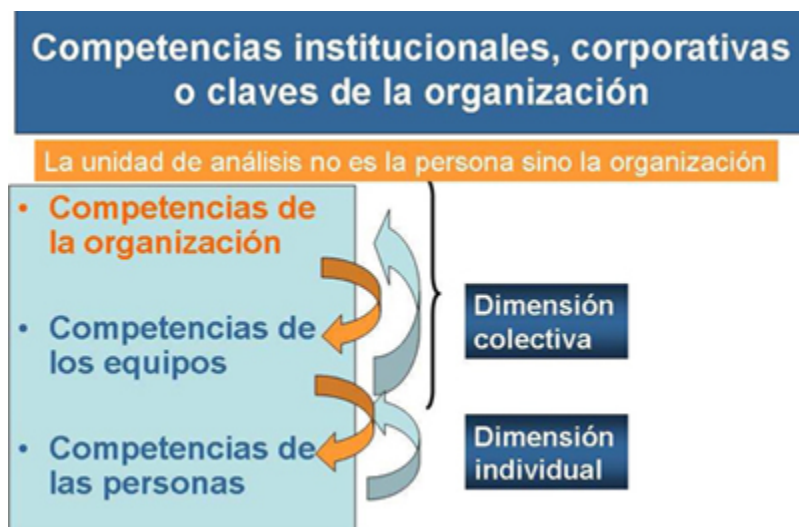 Competencias institucionales, corporativas
o claves de la organización
La unidad de análisis no es la persona sino la organización
• Competencias de
la organización
• Competencias de
los equipos
• Competencias de
las personas
Dimensión
colectiva
Dimensión
individual